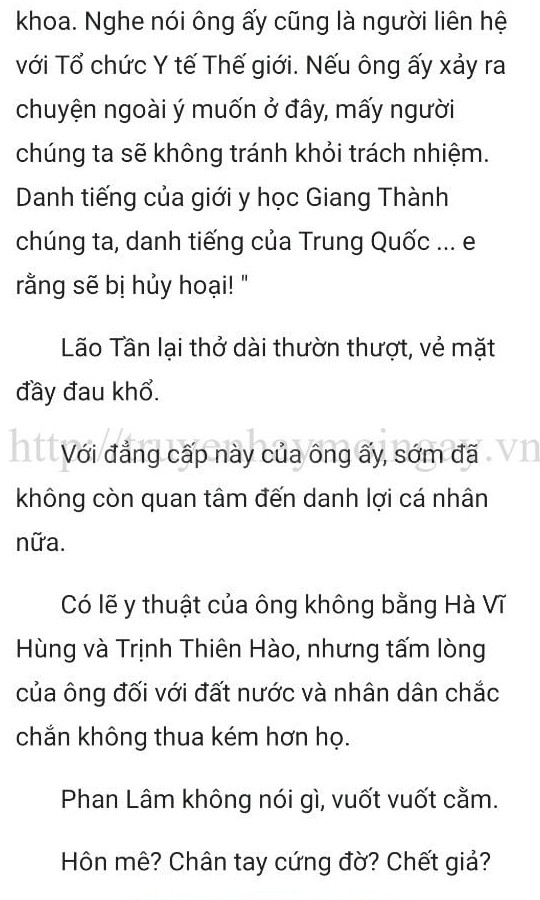 khoa. Nghe nói ông ấy cũng là người liên hệ
với Tổ chức Y tế Thế giới. Nếu ông ấy xảy ra
chuyện ngoài ý muốn ở đây, mấy người
chúng ta sẽ không tránh khỏi trách nhiệm.
Danh tiếng của giới y học Giang Thành
chúng ta, danh tiếng của Trung Quốc ... e
rằng sẽ bị hủy hoại! "
Lão Tần lại thở dài thườn thượt, vẻ mặt
đầy đau khổ.
http://truyenhaymoingay.vn
Với đẳng cấp này của ông ấy, sớm đã
không còn quan tâm đến danh lợi cá nhân
nữa.
Có lẽ y thuật của ông không bằng Hà Vĩ
Hùng và Trịnh Thiên Hào, nhưng tấm lòng
của ông đối với đất nước và nhân dân chắc
chắn không thua kém hơn họ.
Phan Lâm không nói gì, vuốt vuốt cằm.
Hôn mê? Chân tay cứng đờ? Chết giả?